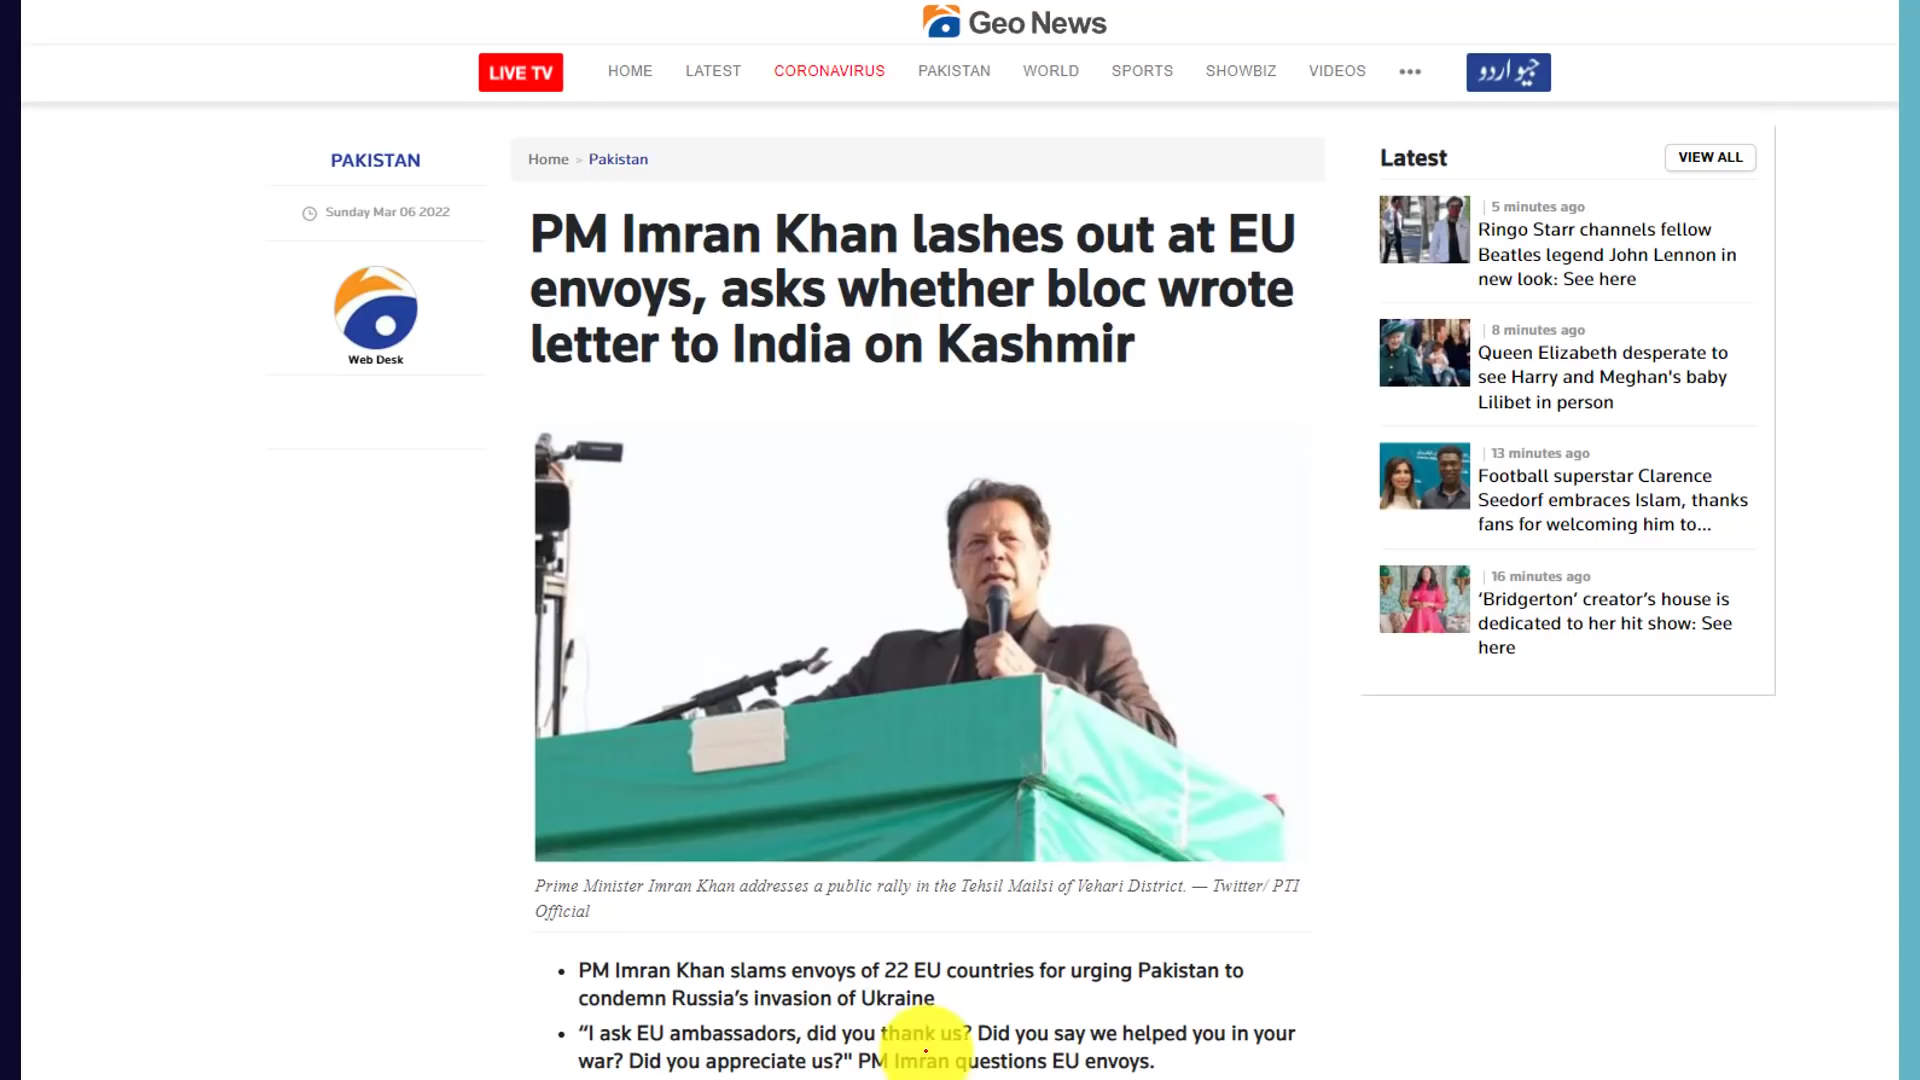 Geo News
LIVE TV
HOME
LATEST
CORONAVIRUS
PAKISTAN
WORLD
SPORTS
SHOWBIZ
VIDEOS
•••
جیو اردو
PAKISTAN
Sunday Mar 06 2022
Web Desk
Home > Pakistan
PM Imran Khan lashes out at EU
envoys, asks whether bloc wrote
letter to India on Kashmir
Prime Minister Imran Khan addresses a public rally in the Tehsil Mailsi of Vehari District. — Twitter/ PTI
Official
• PM Imran Khan slams envoys of 22 EU countries for urging Pakistan to
condemn Russia’s invasion of Ukraine
• “I ask EU ambassadors, did you thank us? Did you say we helped you in your
war? Did you appreciate us?" PM Imran questions EU envoys.
Latest
VIEW ALL
| 5 minutes ago
Ringo Starr channels fellow
Beatles legend John Lennon in
new look: See here
| 8 minutes ago
Queen Elizabeth desperate to
see Harry and Meghan's baby
Lilibet in person
| 13 minutes ago
Football superstar Clarence
Seedorf embraces Islam, thanks
fans for welcoming him to...
| 16 minutes ago
‘Bridgerton’ creator’s house is
dedicated to her hit show: See
here